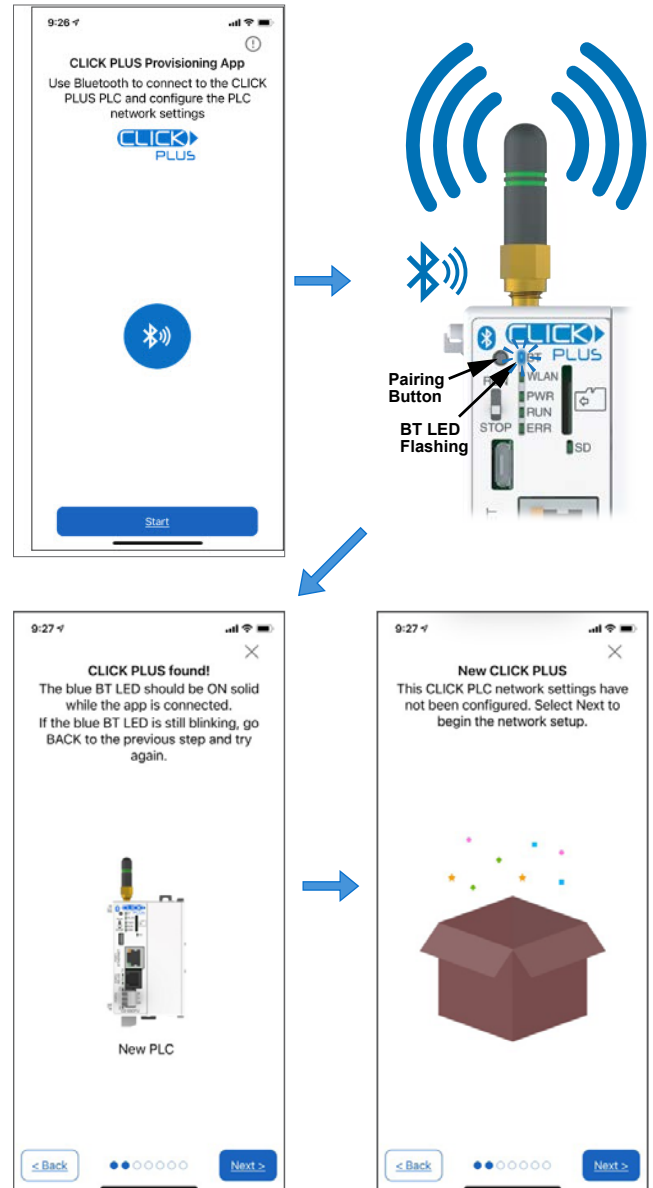 9:26
CLICK PLUS Provisioning App
Use Bluetooth to connect to the CLICK
PLUS PLC and configure the PLC
network settings
CLICK
PLUS
Start
CLICK
PLUS
BT
WLAN
PWR
RUN
ERR
RUN
STOP
SD
Pairing
Button
BT LED
Flashing
9:27
CLICK PLUS found!
The blue BT LED should be ON solid
while the app is connected.
If the blue BT LED is still blinking, go
BACK to the previous step and try
again.
New PLC
< Back
Next >
9:27
New CLICK PLUS
This CLICK PLC network settings have
not been configured. Select Next to
begin the network setup.
< Back
Next >